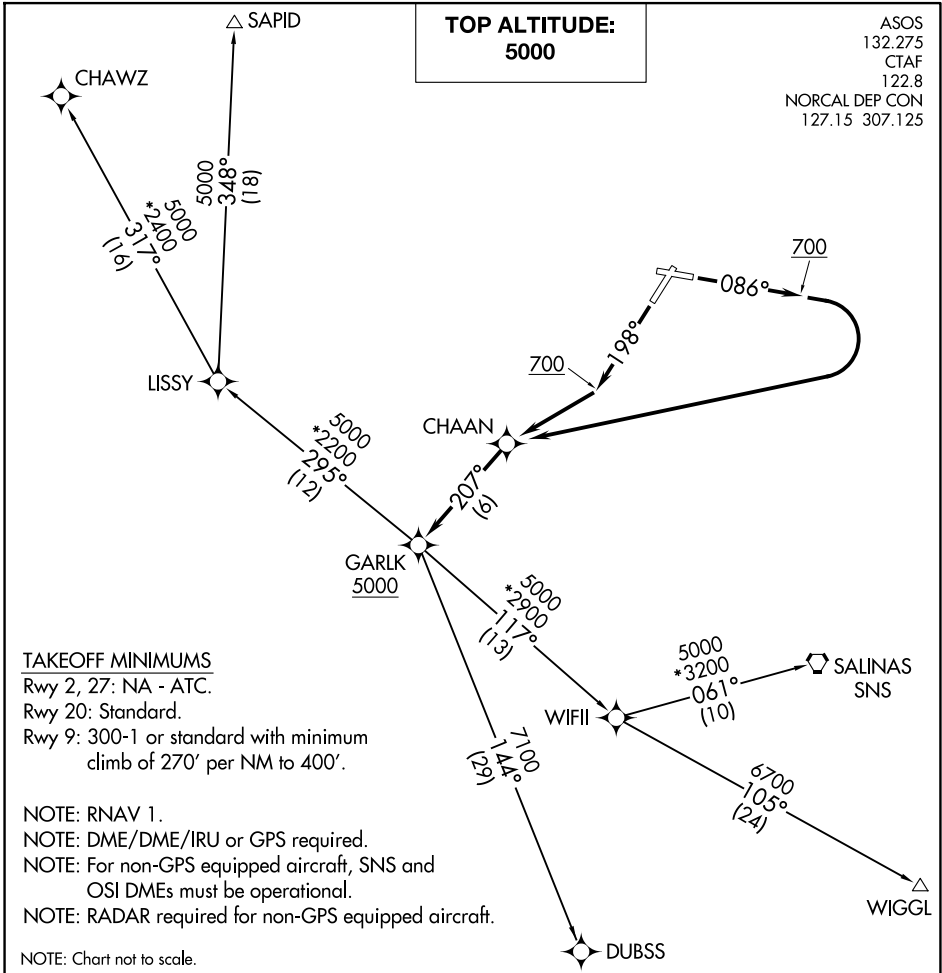 TOP ALTITUDE:
5000
ASOS
132.275
CTAF
122.8
NORCAL DEP CON
127.15 307.125
SAPID
CHAWZ
5000
348°
(18)
5000
*2400
317°
(16)
LISSY
700
086°
198°
700
CHAAN
207°
(6)
5000
*2200
295°
(12)
GARLK
5000
5000
*2900
117°
(13)
5000
*3200
061°
(10)
SALINAS
SNS
WIFII
7100
144°
(29)
6700
105°
(24)
WIGGL
DUBSS
TAKEOFF MINIMUMS
Rwy 2, 27: NA - ATC.
Rwy 20: Standard.
Rwy 9: 300-1 or standard with minimum
climb of 270' per NM to 400'.
NOTE: RNAV 1.
NOTE: DME/DME/IRU or GPS required.
NOTE: For non-GPS equipped aircraft, SNS and
OSI DMEs must be operational.
NOTE: RADAR required for non-GPS equipped aircraft.
NOTE: Chart not to scale.